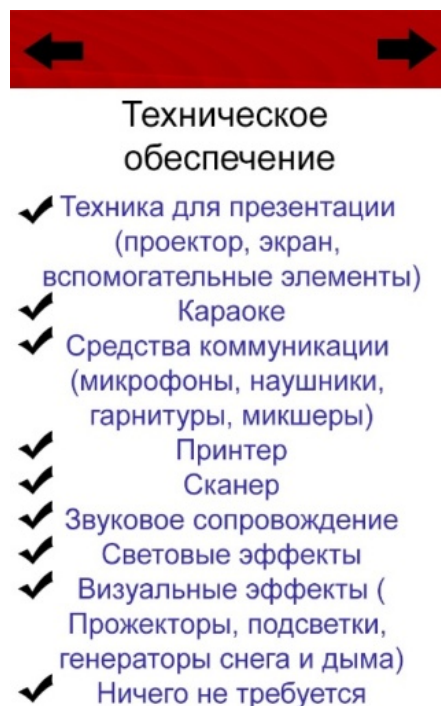 Техническое
обеспечение
Техника для презентации
(проектор, экран,
вспомогательные элементы)
Караоке
Средства коммуникации
(микрофоны, наушники,
гарнитуры, микшеры)
Принтер
Сканер
Звуковое сопровождение
Световые эффекты
Визуальные эффекты (
Прожекторы, подсветки,
генераторы снега и дыма)
Ничего не требуется